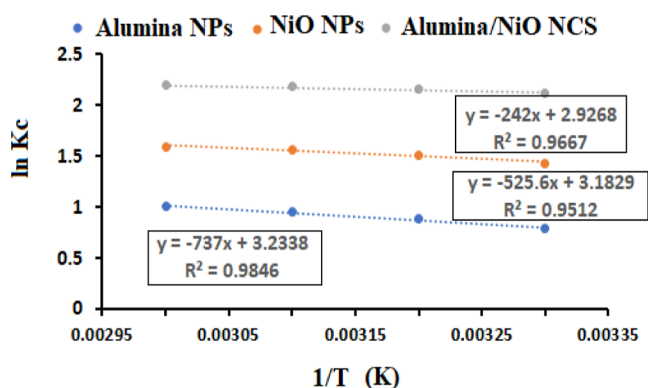 Alumina NPs NiO NPs Alumina/NiO NCS
2.5
2
1.5
1
0.5
0
ln Kc
y = -242x + 2.9268
R² = 0.9667
y = -525.6x + 3.1829
R² = 0.9512
y = -737x + 3.2338
R² = 0.9846
0.00295 0.00305 0.00315 0.00325 0.00335
1/T (K)